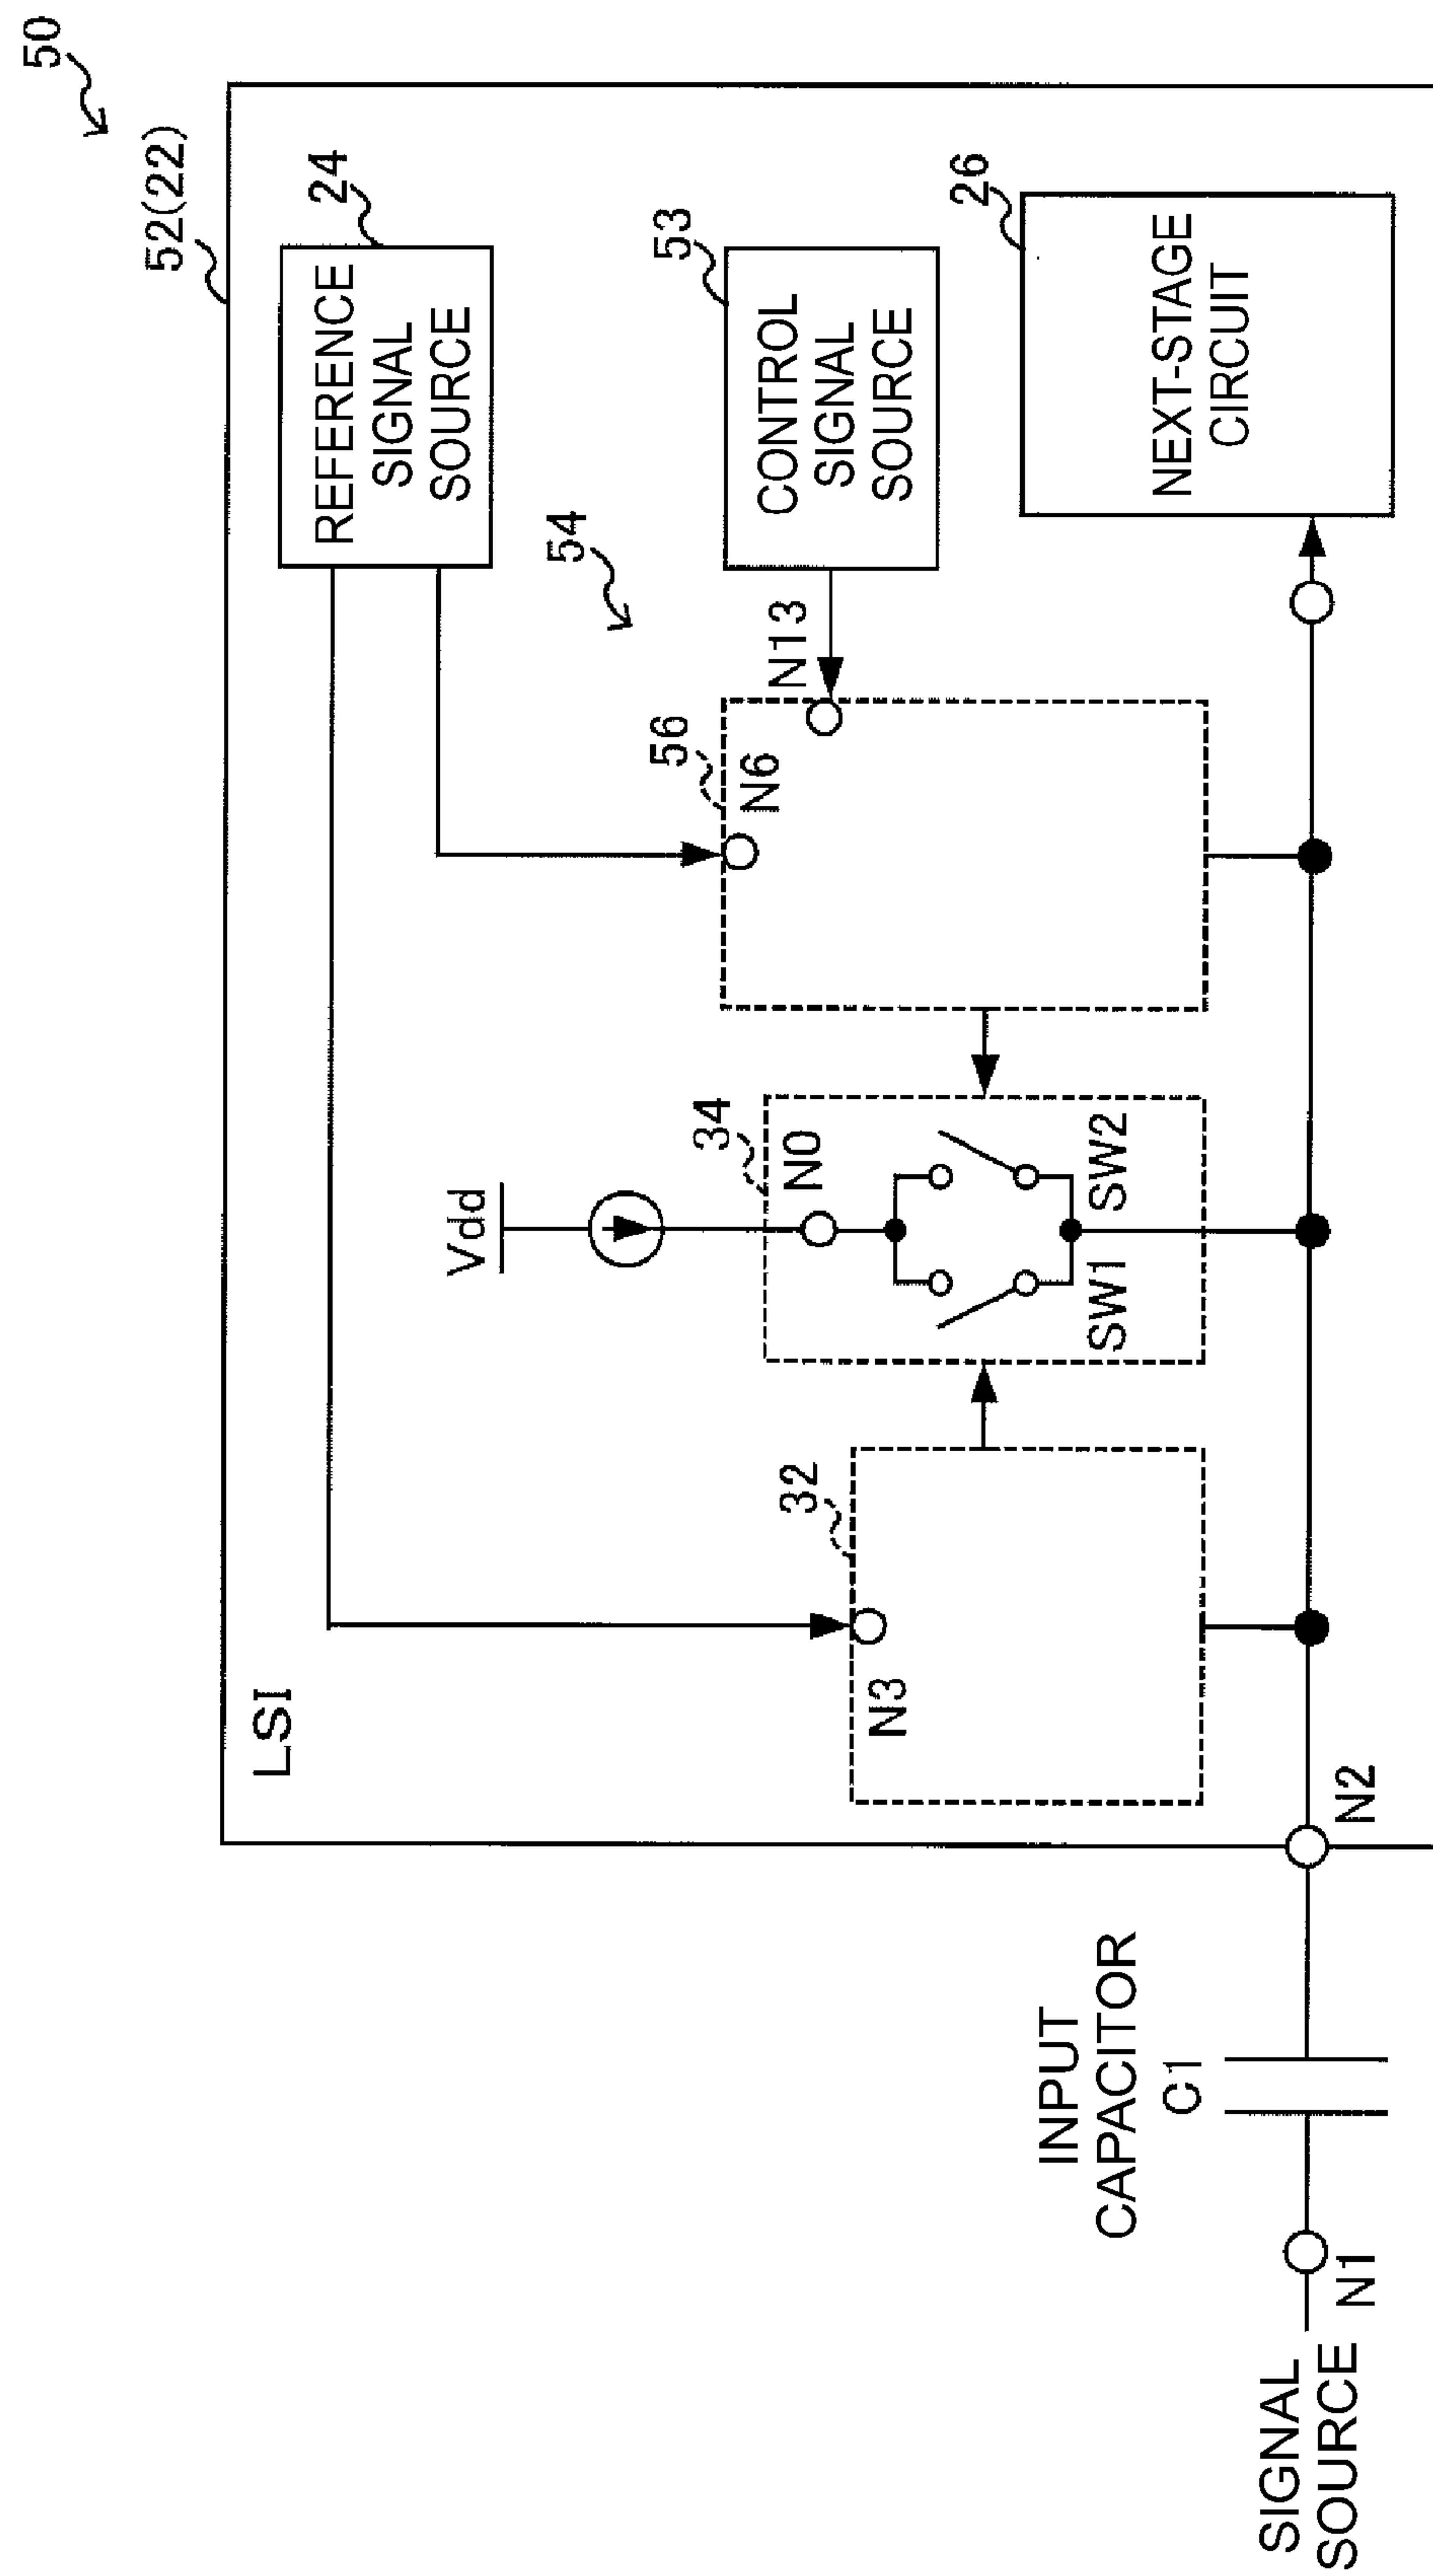 50
52(22)
LSI
REFERENCE
SIGNAL
SOURCE
24
54
Vdd
53
CONTROL
SIGNAL
SOURCE
N13
56
N6
34
N0
SW1
SW2
32
N3
26
NEXT-STAGE
CIRCUIT
INPUT
CAPACITOR
C1
N2
N1
SIGNAL
SOURCE